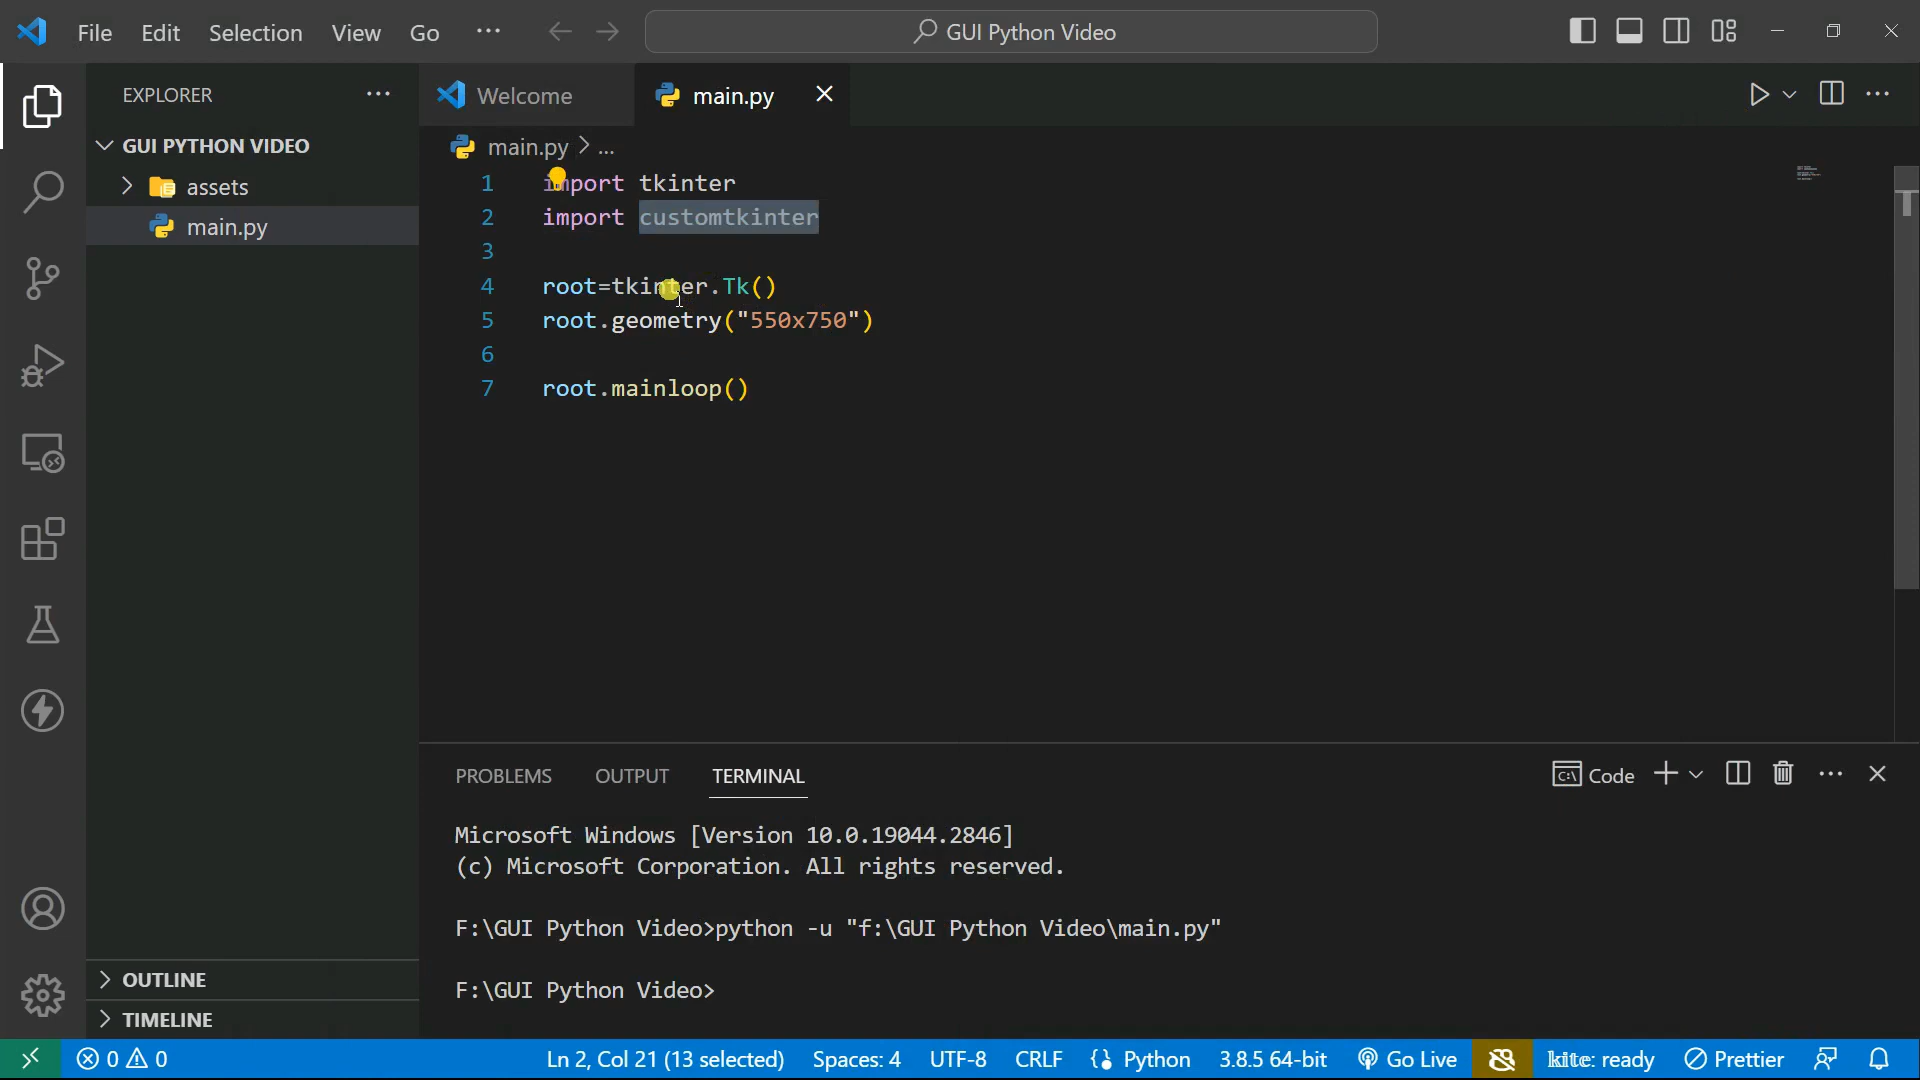 File Edit Selection View Go ... GUI Python Video
EXPLORER ...
Welcome main.py
GUI PYTHON VIDEO
assets
main.py
main.py > ...
1 import tkinter
2 import customtkinter
3
4 root=tkinter.Tk()
5 root.geometry("550x750")
6
7 root.mainloop()
PROBLEMS OUTPUT TERMINAL Code
Microsoft Windows [Version 10.0.19044.2846]
(c) Microsoft Corporation. All rights reserved.
F:\GUI Python Video>python -u "f:\GUI Python Video\main.py"
F:\GUI Python Video>
OUTLINE
TIMELINE
0 0 Ln 2, Col 21 (13 selected) Spaces: 4 UTF-8 CRLF Python 3.8.5 64-bit Go Live kite: ready Prettier